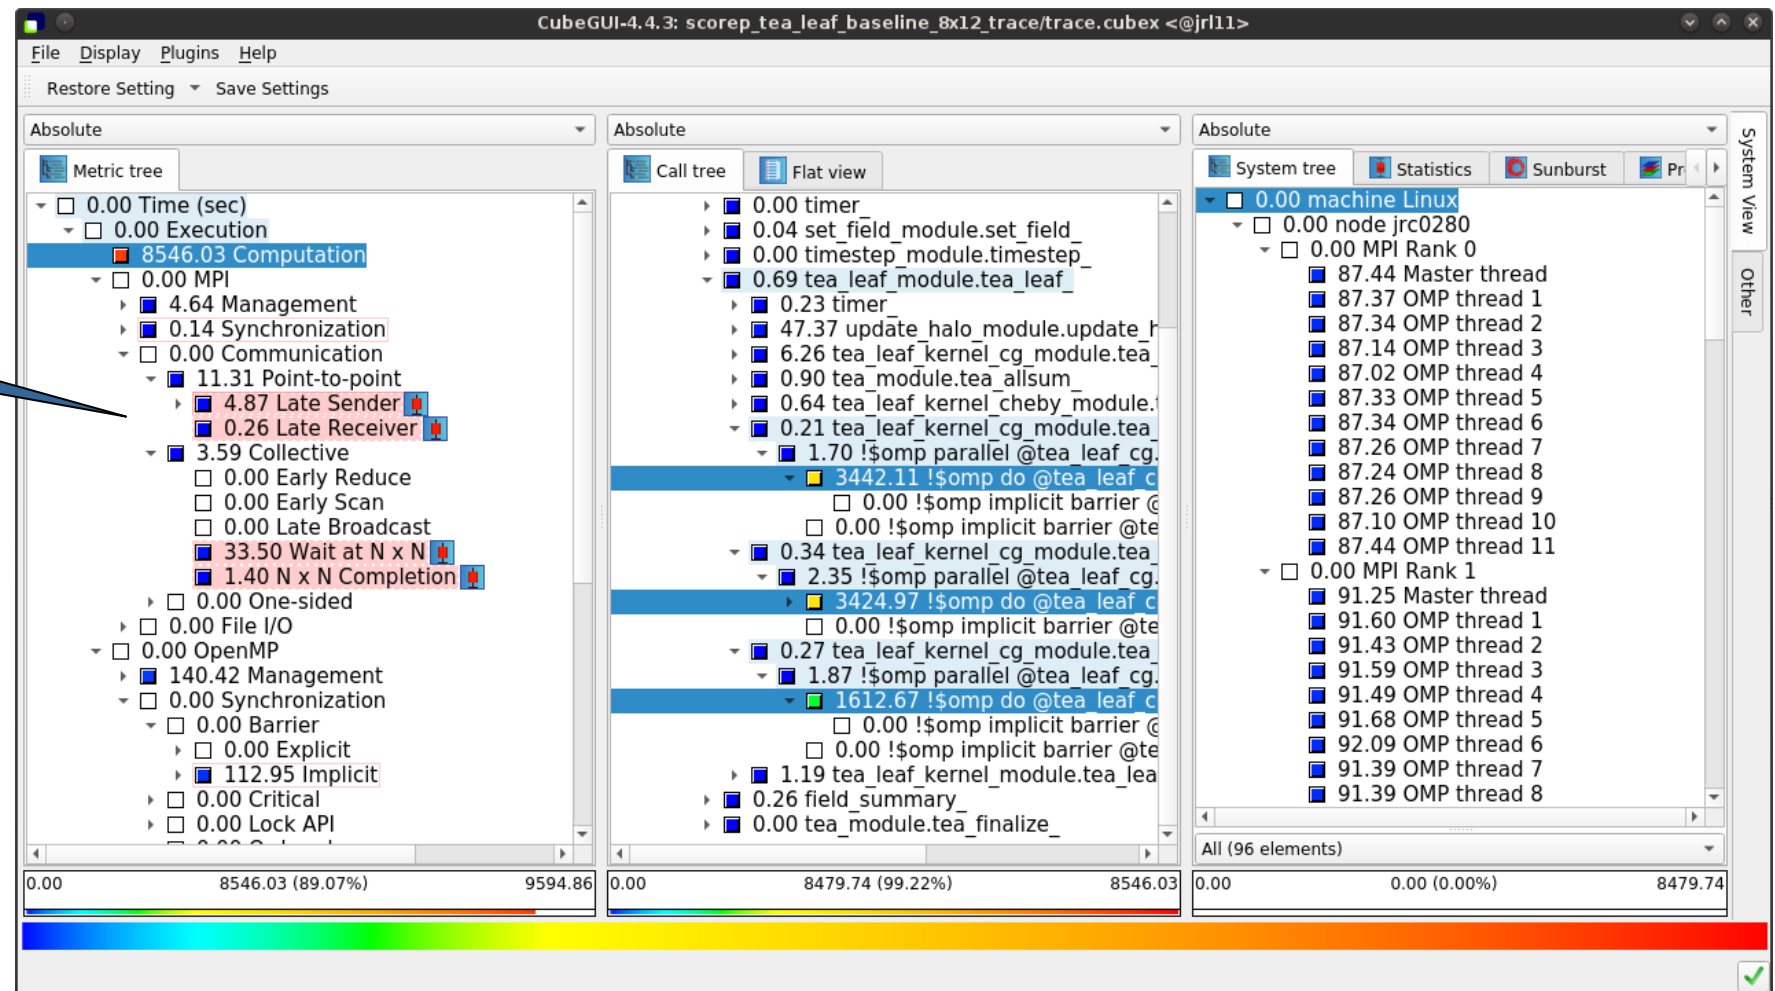 CubeGUI-4.4.3: scorep_tea_leaf_baseline_8x12_trace/trace.cubex <@jrl11>
File Display Plugins Help
Restore Setting Save Settings
Absolute
Metric tree
0.00 Time (sec)
0.00 Execution
8546.03 Computation
0.00 MPI
4.64 Management
0.14 Synchronization
0.00 Communication
11.31 Point-to-point
4.87 Late Sender
0.26 Late Receiver
3.59 Collective
0.00 Early Reduce
0.00 Early Scan
0.00 Late Broadcast
33.50 Wait at N x N
1.40 N x N Completion
0.00 One-sided
0.00 File I/O
0.00 OpenMP
140.42 Management
0.00 Synchronization
0.00 Barrier
0.00 Explicit
112.95 Implicit
0.00 Critical
0.00 Lock API
0.00 8546.03 (89.07%) 9594.86
Absolute
Call tree Flat view
0.00 timer_
0.04 set_field_module.set_field_
0.00 timestep_module.timestep_
0.69 tea_leaf_module.tea_leaf_
0.23 timer_
47.37 update_halo_module.update_h
6.26 tea_leaf_kernel_cg_module.tea_
0.90 tea_module.tea_allsum_
0.64 tea_leaf_kernel_cheby_module.t
0.21 tea_leaf_kernel_cg_module.tea_
1.70 !$omp parallel @tea_leaf_cg.
3442.11 !$omp do @tea_leaf_c
0.00 !$omp implicit barrier @
0.00 !$omp implicit barrier @te
0.34 tea_leaf_kernel_cg_module.tea_
2.35 !$omp parallel @tea_leaf_cg.
3424.97 !$omp do @tea_leaf_c
0.00 !$omp implicit barrier @te
0.27 tea_leaf_kernel_cg_module.tea_
1.87 !$omp parallel @tea_leaf_cg.
1612.67 !$omp do @tea_leaf_c
0.00 !$omp implicit barrier @
0.00 !$omp implicit barrier @te
1.19 tea_leaf_kernel_module.tea_lea
0.26 field_summary_
0.00 tea_module.tea_finalize_
0.00 8479.74 (99.22%) 8546.03
Absolute
System tree Statistics Sunburst Pr
0.00 machine Linux
0.00 node jrc0280
0.00 MPI Rank 0
87.44 Master thread
87.37 OMP thread 1
87.34 OMP thread 2
87.14 OMP thread 3
87.02 OMP thread 4
87.33 OMP thread 5
87.34 OMP thread 6
87.26 OMP thread 7
87.24 OMP thread 8
87.26 OMP thread 9
87.10 OMP thread 10
87.44 OMP thread 11
0.00 MPI Rank 1
91.25 Master thread
91.60 OMP thread 1
91.43 OMP thread 2
91.59 OMP thread 3
91.49 OMP thread 4
91.68 OMP thread 5
92.09 OMP thread 6
91.39 OMP thread 7
91.39 OMP thread 8
All (96 elements)
0.00 0.00 (0.00%) 8479.74
System View
Other